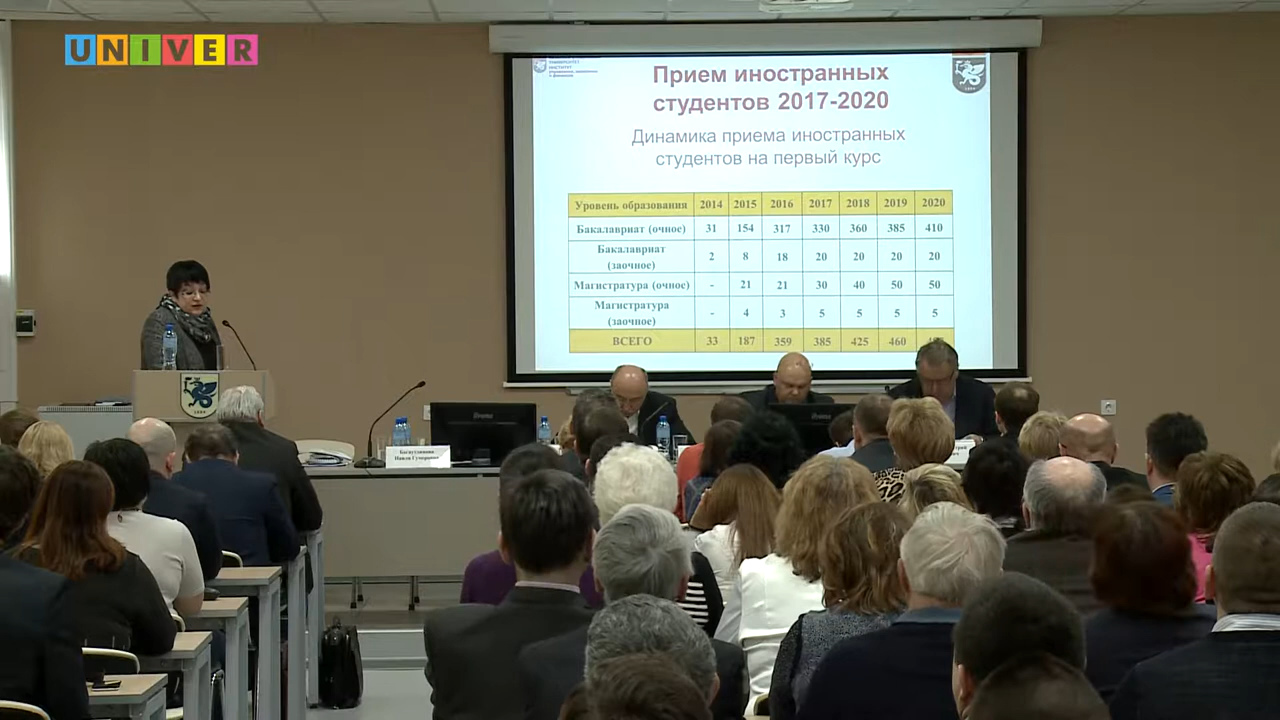 UNIVER
УНИВЕРСИТЕТ
ИНСТИТУТ
Прием иностранных
студентов 2017-2020
Динамика приема иностранных
студентов на первый курс
Уровень образования 2014 2015 2016 2017 2018 2019 2020
Бакалавриат (очное) 31 154 317 330 360 385 410
Бакалавриат
(заочное) 2 8 18 20 20 20 20
Магистратура (очное) - 21 21 30 40 50 50
Магистратура
(заочное) - 4 3 5 5 5 5
ВСЕГО 33 187 359 385 425 460